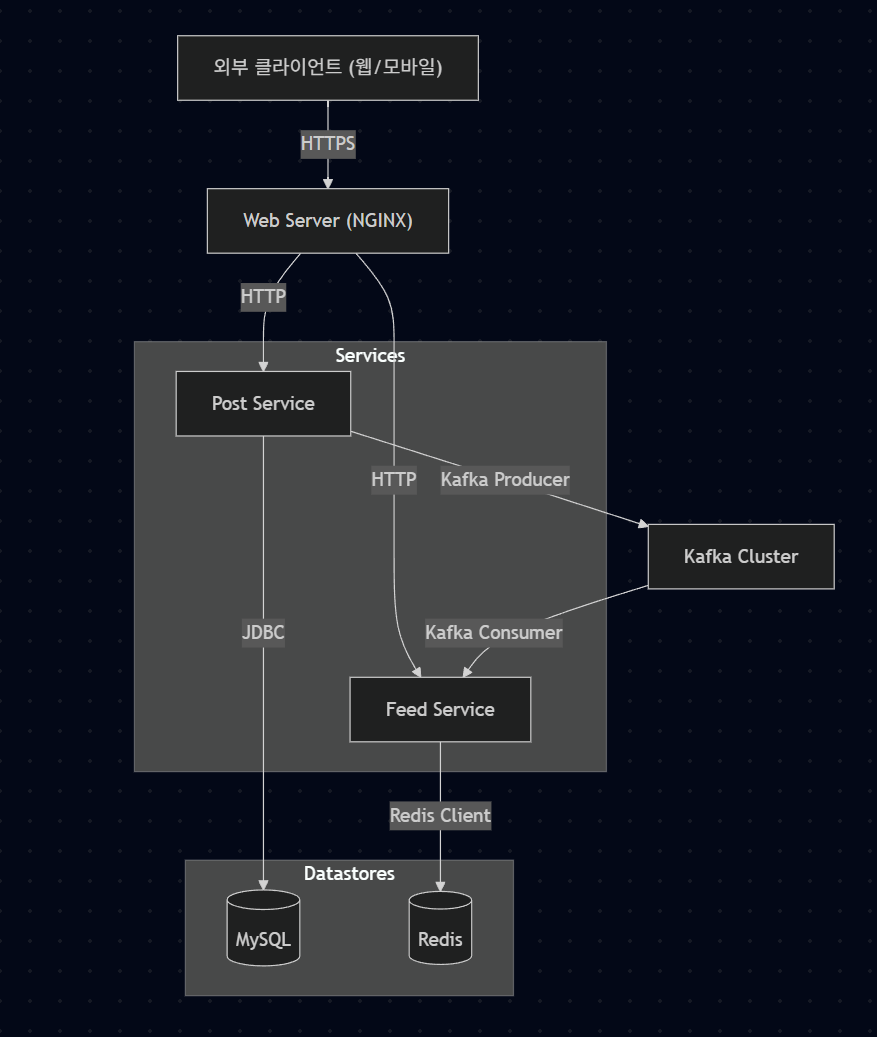 외부 클라이언트 (웹/모바일)
HTTPS
Web Server (NGINX)
HTTP
Services
Post Service
HTTP
Kafka Producer
Kafka Cluster
JDBC
Kafka Consumer
Feed Service
Redis Client
Datastores
MySQL
Redis